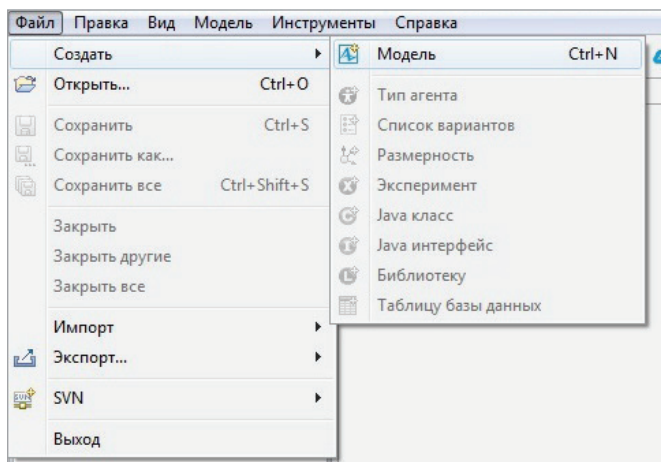 Файл Правка Вид Модель Инструменты Справка
Создать
Открыть... Ctrl+O
Сохранить Ctrl+S
Сохранить как...
Сохранить все Ctrl+Shift+S
Закрыть
Закрыть другие
Закрыть все
Импорт
Экспорт...
SVN
Выход
Модель Ctrl+N
Тип агента
Список вариантов
Размерность
Эксперимент
Java класс
Java интерфейс
Библиотеку
Таблицу базы данных